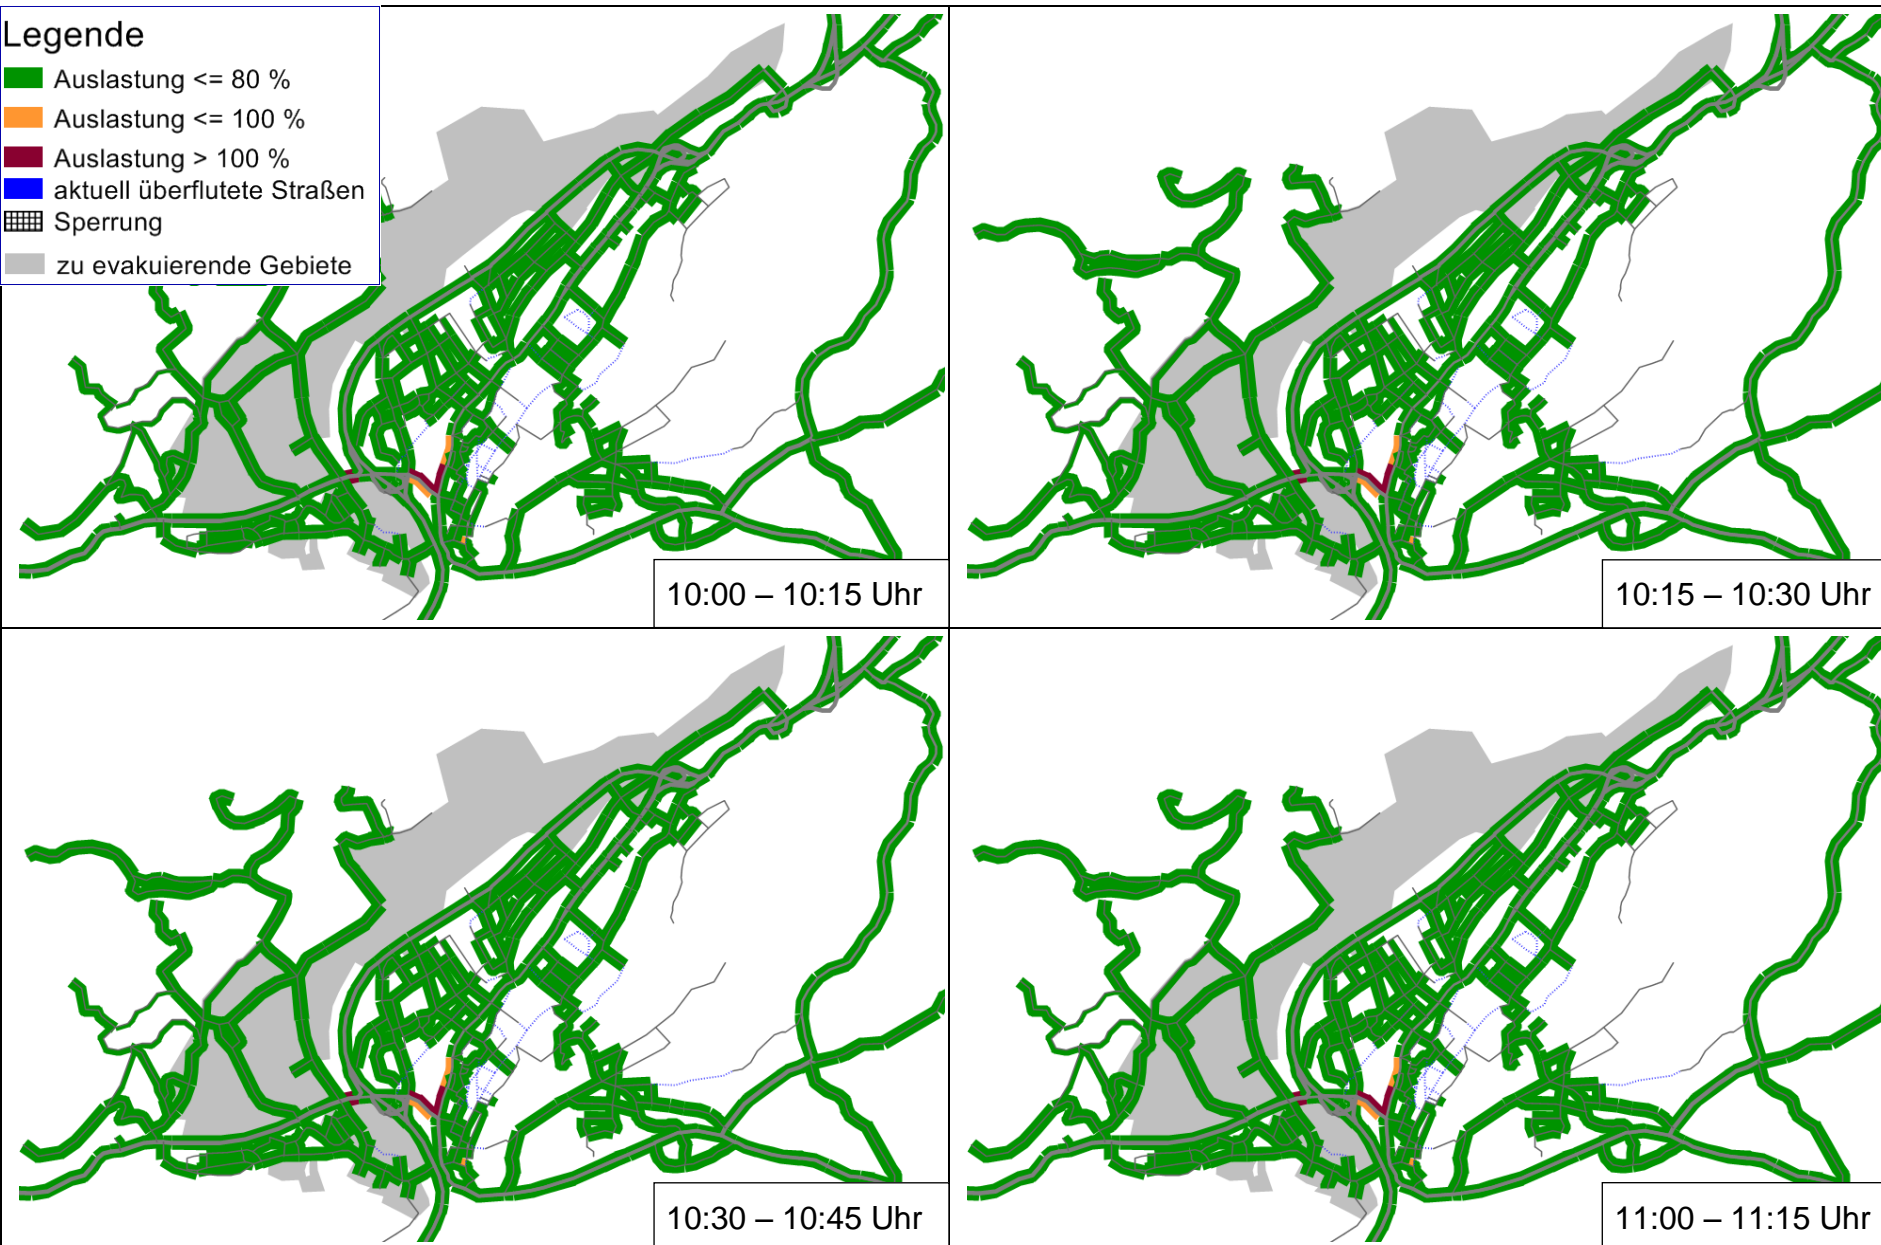 Legende
Auslastung <= 80 %
Auslastung <= 100 %
Auslastung > 100 %
aktuell überflutete Straßen
Sperrung
zu evakuierende Gebiete
10:00 – 10:15 Uhr
10:15 – 10:30 Uhr
10:30 – 10:45 Uhr
11:00 – 11:15 Uhr